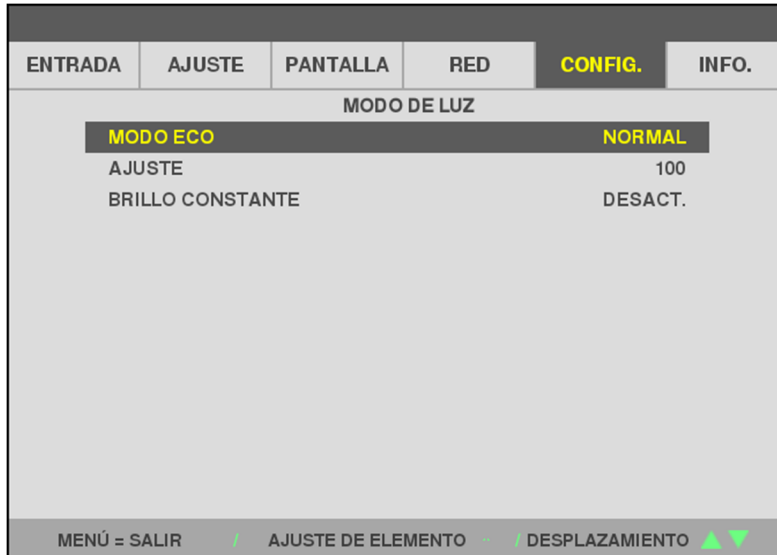 ENTRADA AJUSTE PANTALLA RED CONFIG. INFO.
MODO DE LUZ
MODO ECO NORMAL
AJUSTE 100
BRILLO CONSTANTE DESACT.
MENÚ = SALIR / AJUSTE DE ELEMENTO / DESPLAZAMIENTO